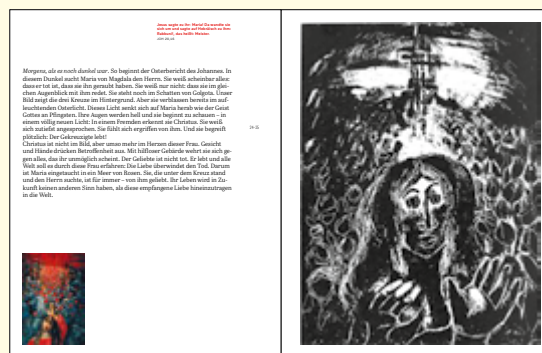 Jesus sagte zu ihr: Maria! Da wandte sie
sich um und sagte auf Hebräisch zu ihm:
Rabbuni!, das heißt: Meister.
Morgens, als es noch dunkel war. So beginnt der Osterbericht des Johannes. In
diesem Dunkel sucht Maria von Magdala den Herrn. Sie weiß scheinbar alles:
dass er tot ist, dass sie ihn geraubt haben. Sie weiß nur nicht: dass sie im glei-
chen Augenblick mit ihm redet. Sie steht noch im Schatten von Golgota. Unser
Bild zeigt die drei Kreuze im Hintergrund. Aber sie verblassen bereits im auf-
leuchtenden Osterlicht. Dieses Licht senkt sich auf Maria herab wie der Geist
Gottes an Pfingsten. Ihre Augen werden hell und sie beginnt zu schauen – in
einem völlig neuen Licht: In einem Fremden erkennt sie Christus. Sie weiß
sich zutiefst angesprochen. Sie fühlt sich ergriffen von ihm. Und sie begreift
plötzlich: Der Gekreuzigte lebt!
Christus ist nicht im Bild, aber umso mehr im Herzen dieser Frau. Gesicht
und Hände drücken Betroffenheit aus. Mit hilfloser Gebärde wehrt sie sich ge-
gen alles, das ihr unmöglich scheint. Der Geliebte ist nicht tot. Er lebt und alle
Welt soll es durch diese Frau erfahren: Die Liebe überwindet den Tod. Darum
ist Maria eingetaucht in ein Meer von Rosen. Sie, die unter dem Kreuz stand
und den Herrn suchte, ist für immer – von ihm geliebt. Ihr Leben wird in Zu-
kunft keinen anderen Sinn haben, als diese empfangene Liebe hineinzutragen
in die Welt.